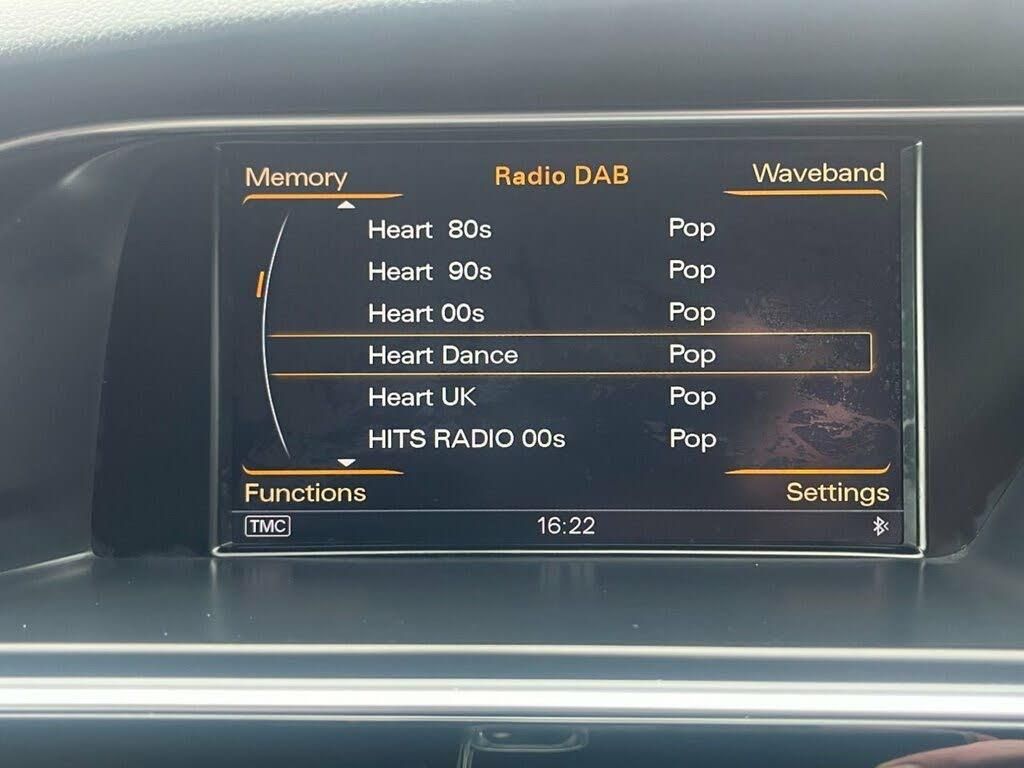 Memory Radio DAB Waveband
Heart 80s Pop
Heart 90s Pop
Heart 00s Pop
Heart Dance Pop
Heart UK Pop
HITS RADIO 00s Pop
Functions Settings
TMC 16:22